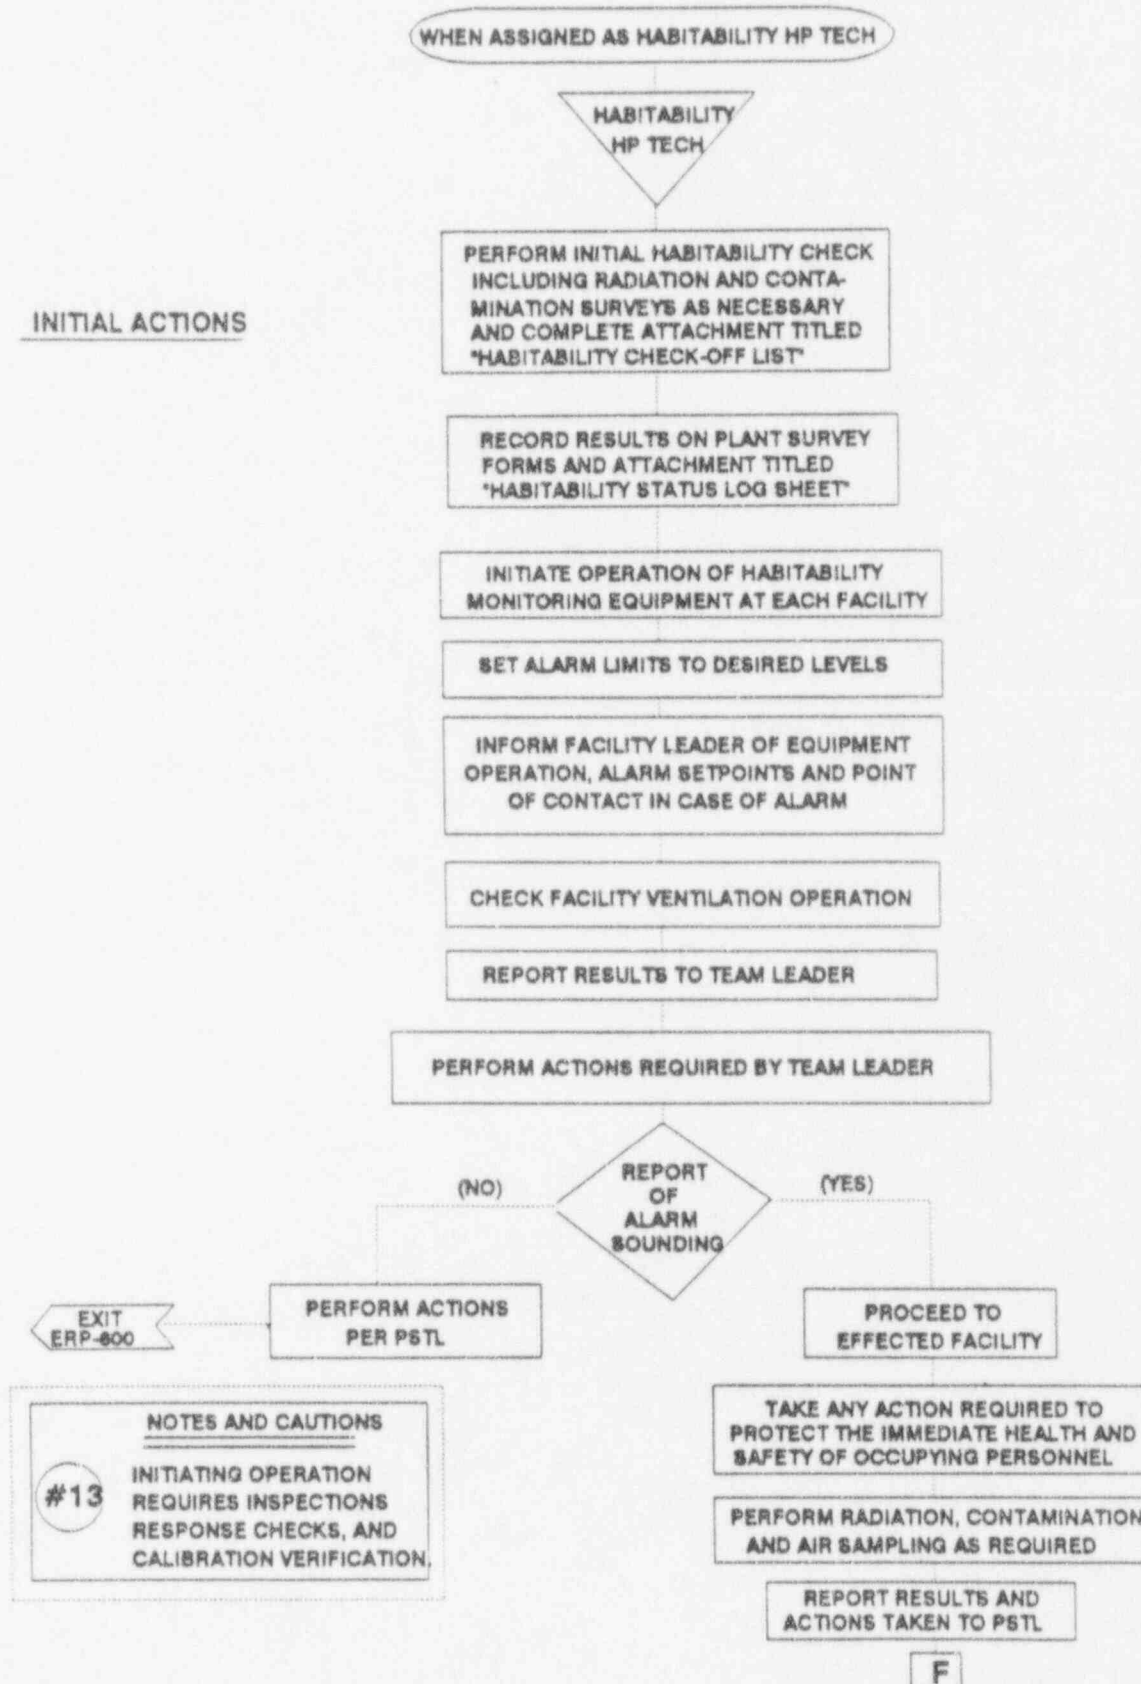 WHEN ASSIGNED AS HABITABILITY HP TECH
HABITABILITY
HP TECH
INITIAL ACTIONS
PERFORM INITIAL HABITABILITY CHECK
INCLUDING RADIATION AND CONTA-
MINATION SURVEYS AS NECESSARY
AND COMPLETE ATTACHMENT TITLED
"HABITABILITY CHECK-OFF LIST"
RECORD RESULTS ON PLANT SURVEY
FORMS AND ATTACHMENT TITLED
"HABITABILITY STATUS LOG SHEET"
INITIATE OPERATION OF HABITABILITY
MONITORING EQUIPMENT AT EACH FACILITY
SET ALARM LIMITS TO DESIRED LEVELS
INFORM FACILITY LEADER OF EQUIPMENT
OPERATION, ALARM SETPOINTS AND POINT
OF CONTACT IN CASE OF ALARM
CHECK FACILITY VENTILATION OPERATION
REPORT RESULTS TO TEAM LEADER
PERFORM ACTIONS REQUIRED BY TEAM LEADER
REPORT
OF
ALARM
SOUNDING
(NO)
(YES)
PERFORM ACTIONS
PER PSTL
EXIT
ERP-600
PROCEED TO
EFFECTED FACILITY
NOTES AND CAUTIONS
#13
INITIATING OPERATION
REQUIRES INSPECTIONS
RESPONSE CHECKS, AND
CALIBRATION VERIFICATION.
TAKE ANY ACTION REQUIRED TO
PROTECT THE IMMEDIATE HEALTH AND
SAFETY OF OCCUPYING PERSONNEL
PERFORM RADIATION, CONTAMINATION
AND AIR SAMPLING AS REQUIRED
REPORT RESULTS AND
ACTIONS TAKEN TO PSTL
F